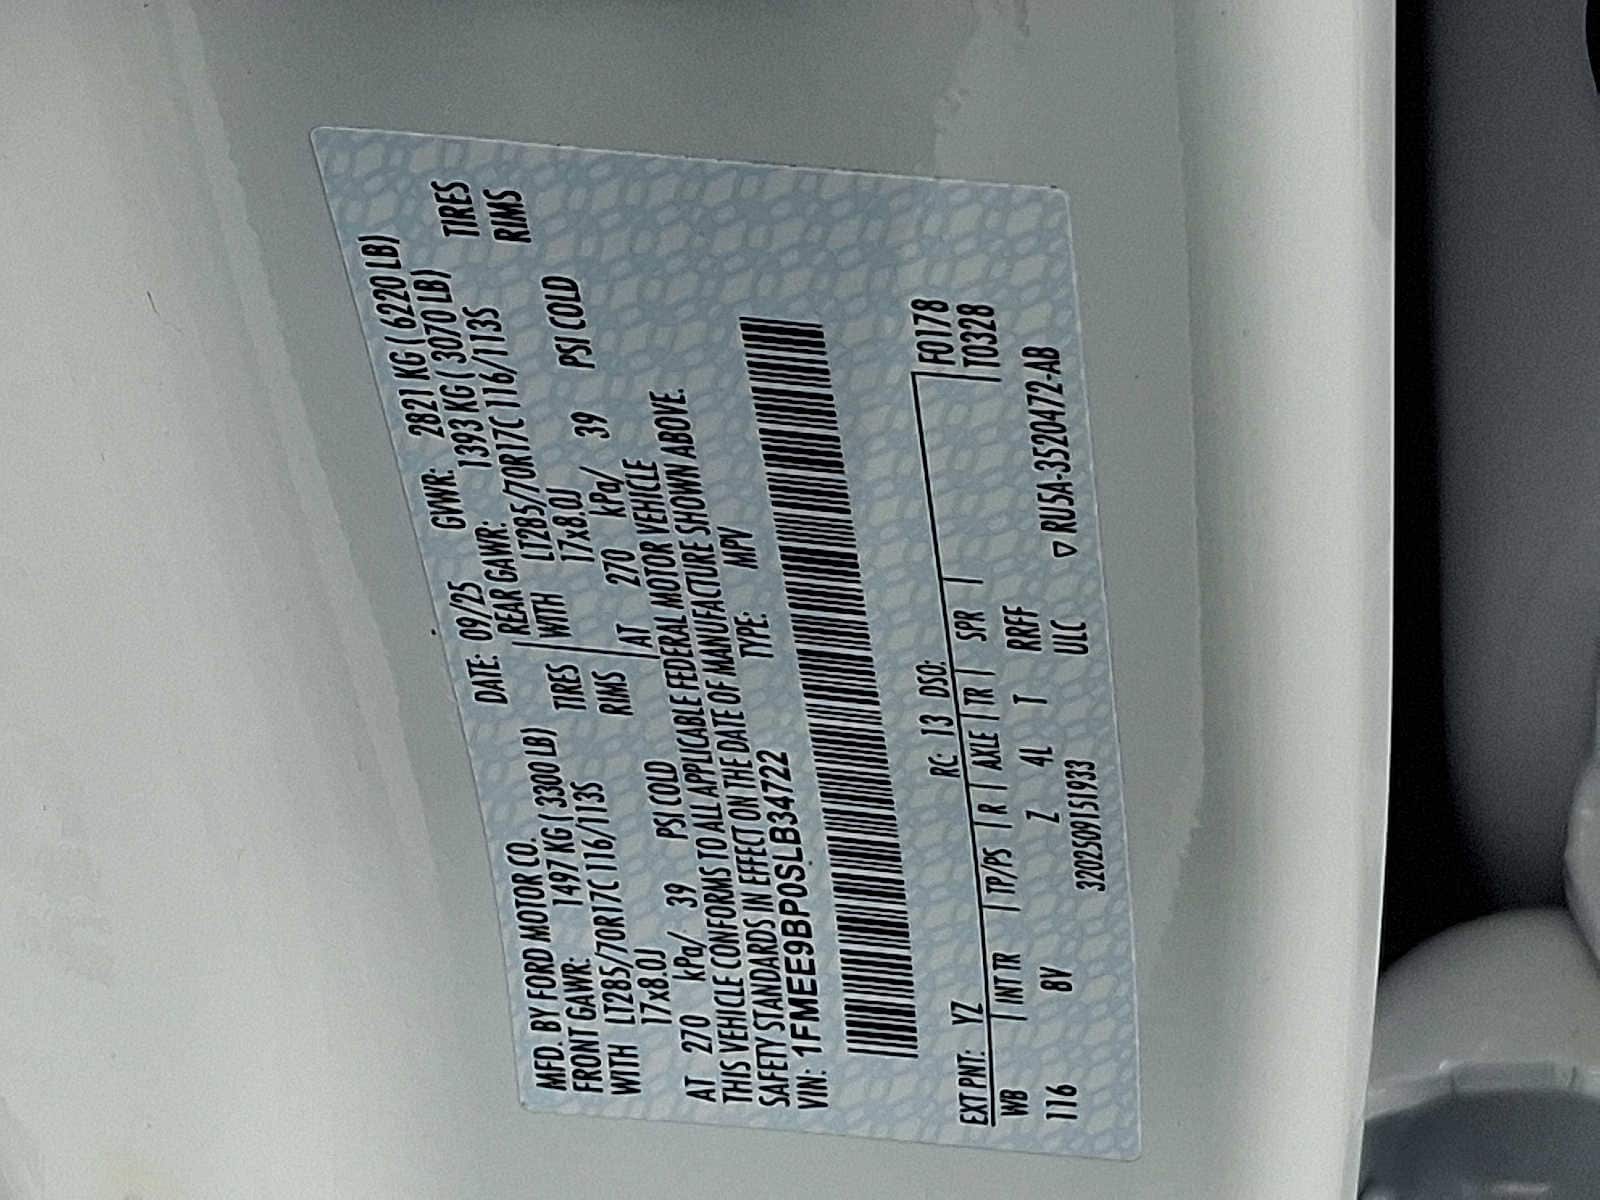 MFD. BY FORD MOTOR CO. DATE: 09/25 GVWR: 2821 KG ( 6220 LB)
FRONT GAWR: 1497 KG ( 3300 LB) REAR GAWR: 1393 KG ( 3070 LB)
WITH LT285/70R17C 116/113S TIRES WITH LT285/70R17C 116/113S TIRES
17x8.0J RIMS 17x8.0J RIMS
AT 270 kPa/ 39 PSI COLD AT 270 kPa/ 39 PSI COLD
THIS VEHICLE CONFORMS TO ALL APPLICABLE FEDERAL MOTOR VEHICLE
SAFETY STANDARDS IN EFFECT ON THE DATE OF MANUFACTURE SHOWN ABOVE.
VIN: 1FMEE9BP0SLB34722 TYPE: MPV
EXT PNT: YZ RC: 13 DSO: F0178
WB INT TR TP/PS R AXLE TR SPR T0328
116 8V Z 4L T RRFF
3202509151933 ULC ▽RU5A-3520472-AB